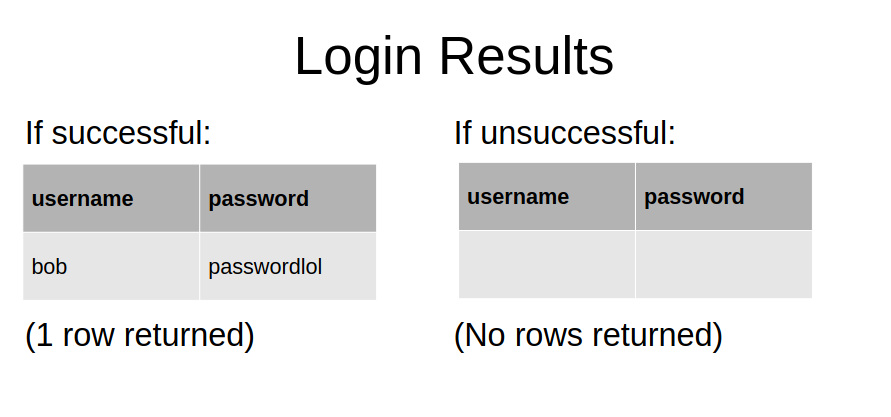 Login Results
If successful:
username password
bob passwordlol
(1 row returned)
If unsuccessful:
username password
(No rows returned)